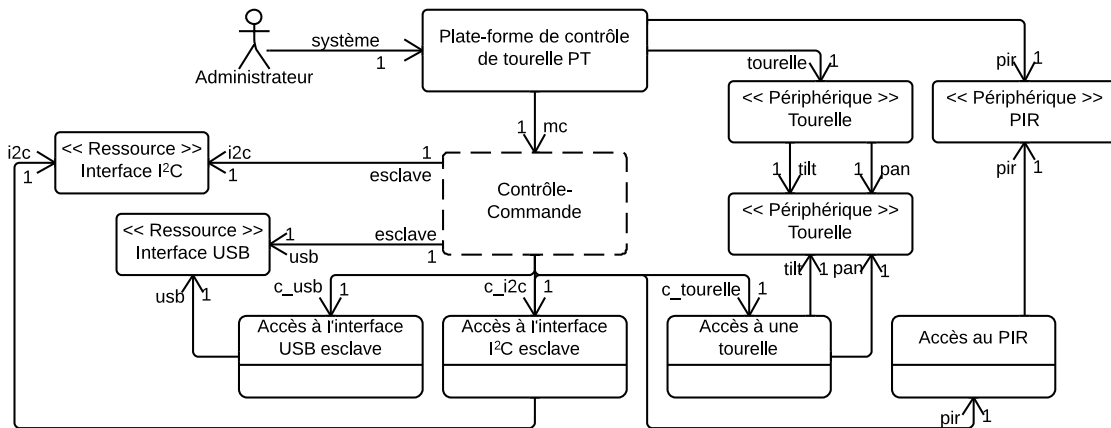 système
1
Administrateur
Plate-forme de contrôle
de tourelle PT
tourelle
1
pir
1
<< Périphérique >>
Tourelle
<< Périphérique >>
PIR
1
mc
i2c
1
<< Ressource >>
Interface I²C
i2c
1
1
esclave
Contrôle-
Commande
1
tilt
1
pan
pir
1
<< Périphérique >>
Tourelle
<< Ressource >>
Interface USB
1
usb
esclave
1
usb
1
c_usb
1
c_i2c
1
c_tourelle
1
tilt
1
pan
1
Accès à l'interface
USB esclave
Accès à l'interface
I²C esclave
Accès à une
tourelle
Accès au PIR
pir
1